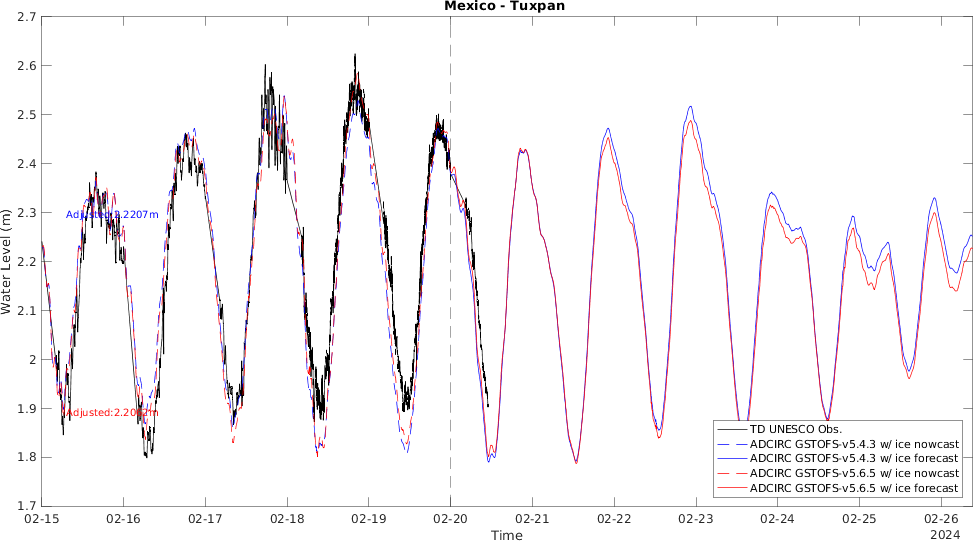 Mexico - Tuxpan
2.7
2.6
2.5
2.4
2.3
2.2
2.1
2
1.9
1.8
1.7
Water Level (m)
Adjusted:2.2207m
TD UNESCO Obs.
ADCIRC GSTOFS-v5.4.3 w/ ice nowcast
ADCIRC GSTOFS-v5.4.3 w/ ice forecast
ADCIRC GSTOFS-v5.6.5 w/ ice nowcast
ADCIRC GSTOFS-v5.6.5 w/ ice forecast
02-15 02-16 02-17 02-18 02-19 02-20 02-21 02-22 02-23 02-24 02-25 02-26
2024
Time